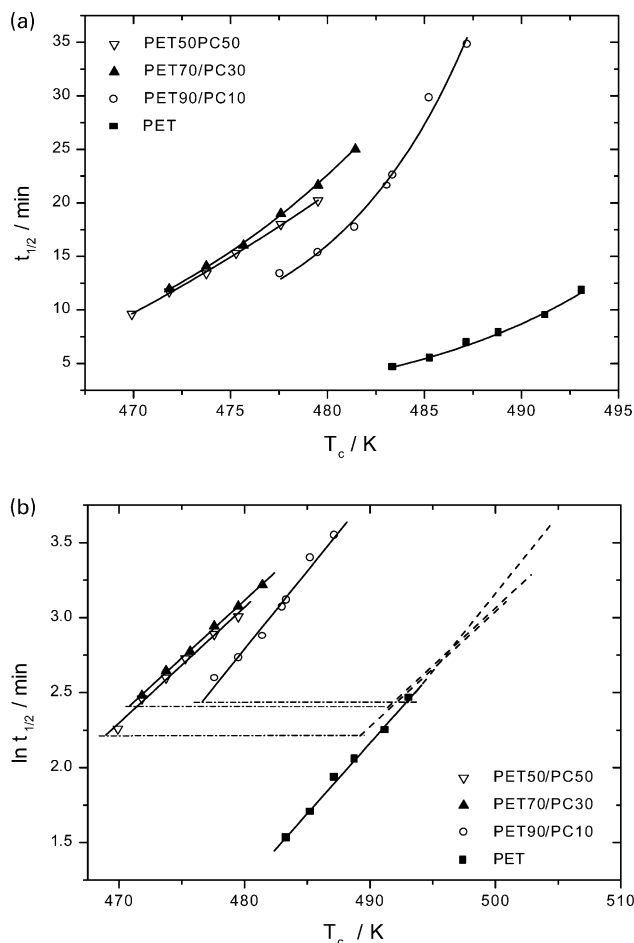 (a)
PET50PC50
PET70/PC30
PET90/PC10
PET
35
30
25
20
15
10
5
t1/2 / min
470 475 480 485 490 495
Tc / K
(b)
3.5
3.0
2.5
2.0
1.5
ln t1/2 / min
PET50/PC50
PET70/PC30
PET90/PC10
PET
470 480 490 500 510
Tc / K